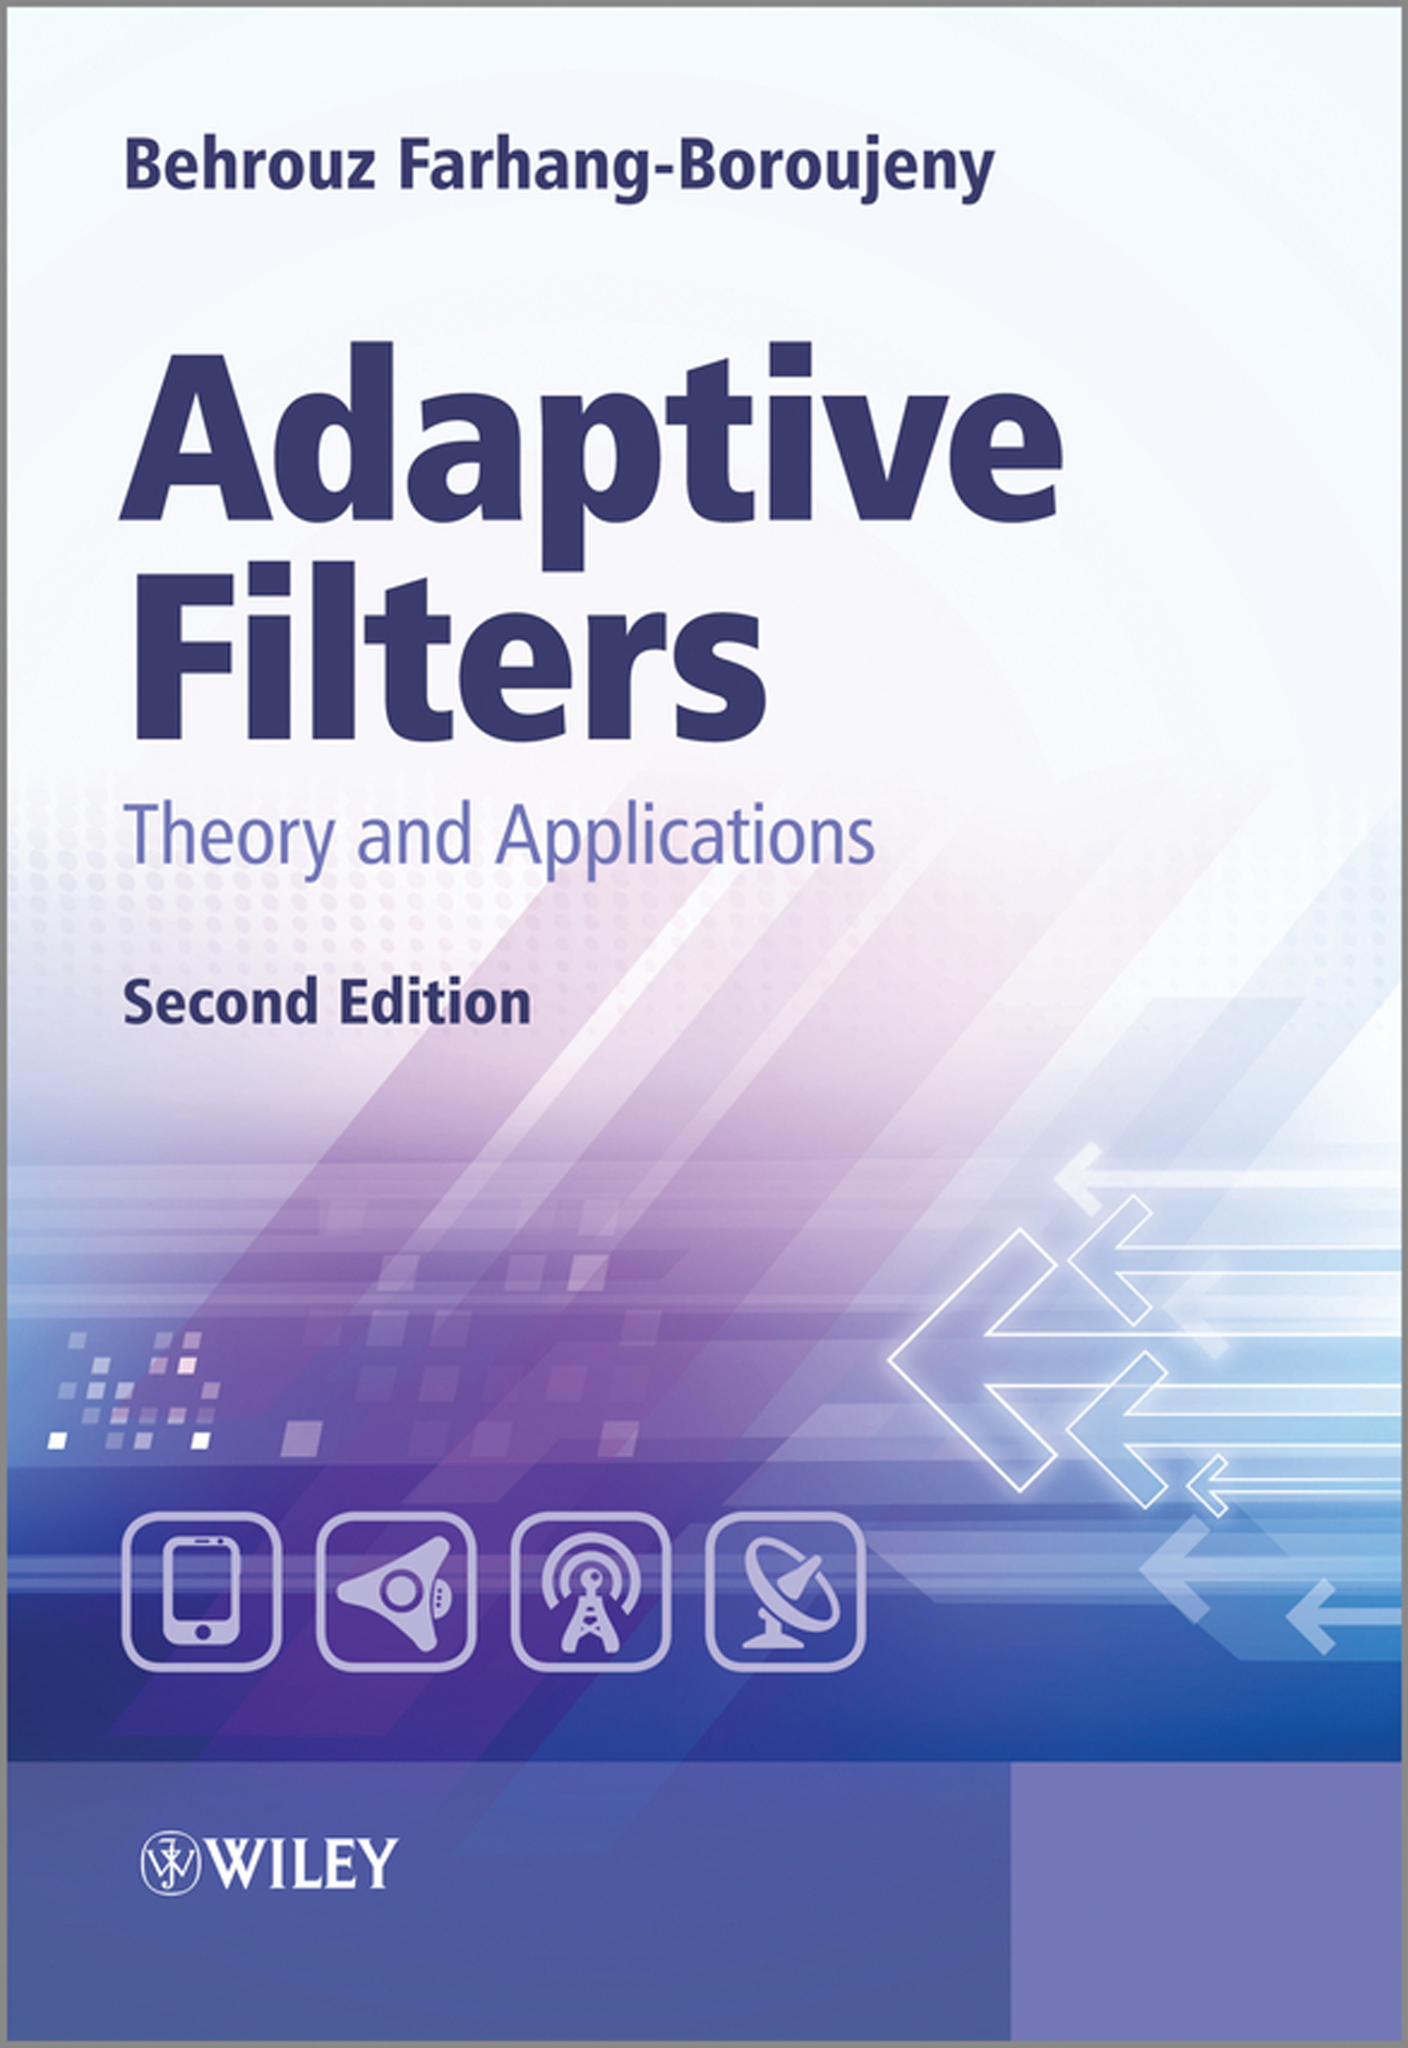 Behrouz Farhang-Boroujeny
Adaptive
Filters
Theory and Applications
Second Edition
WILEY